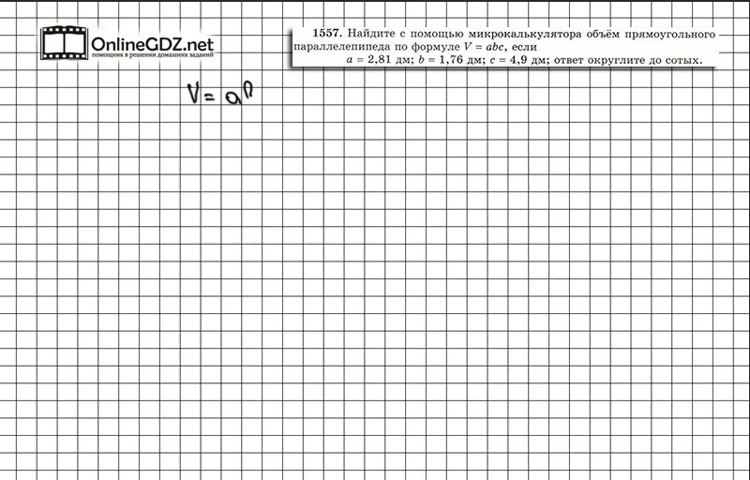 OnlineGDZ.net
помощник в решении домашних заданий
1557. Найдите с помощью микрокалькулятора объём прямоугольного
параллелепипеда по формуле V = abc, если
a = 2,81 дм; b = 1,76 дм; c = 4,9 дм; ответ округлите до сотых.
V = a